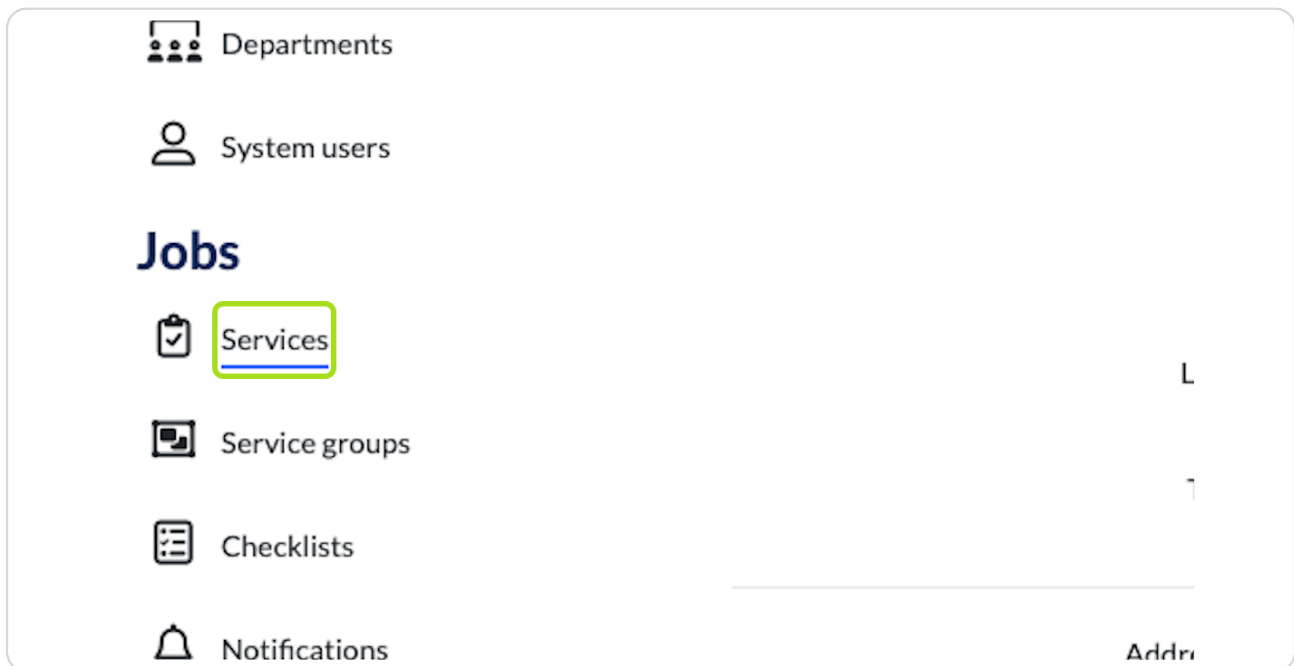 Departments
System users
Jobs
Services
Service groups
Checklists
Notifications